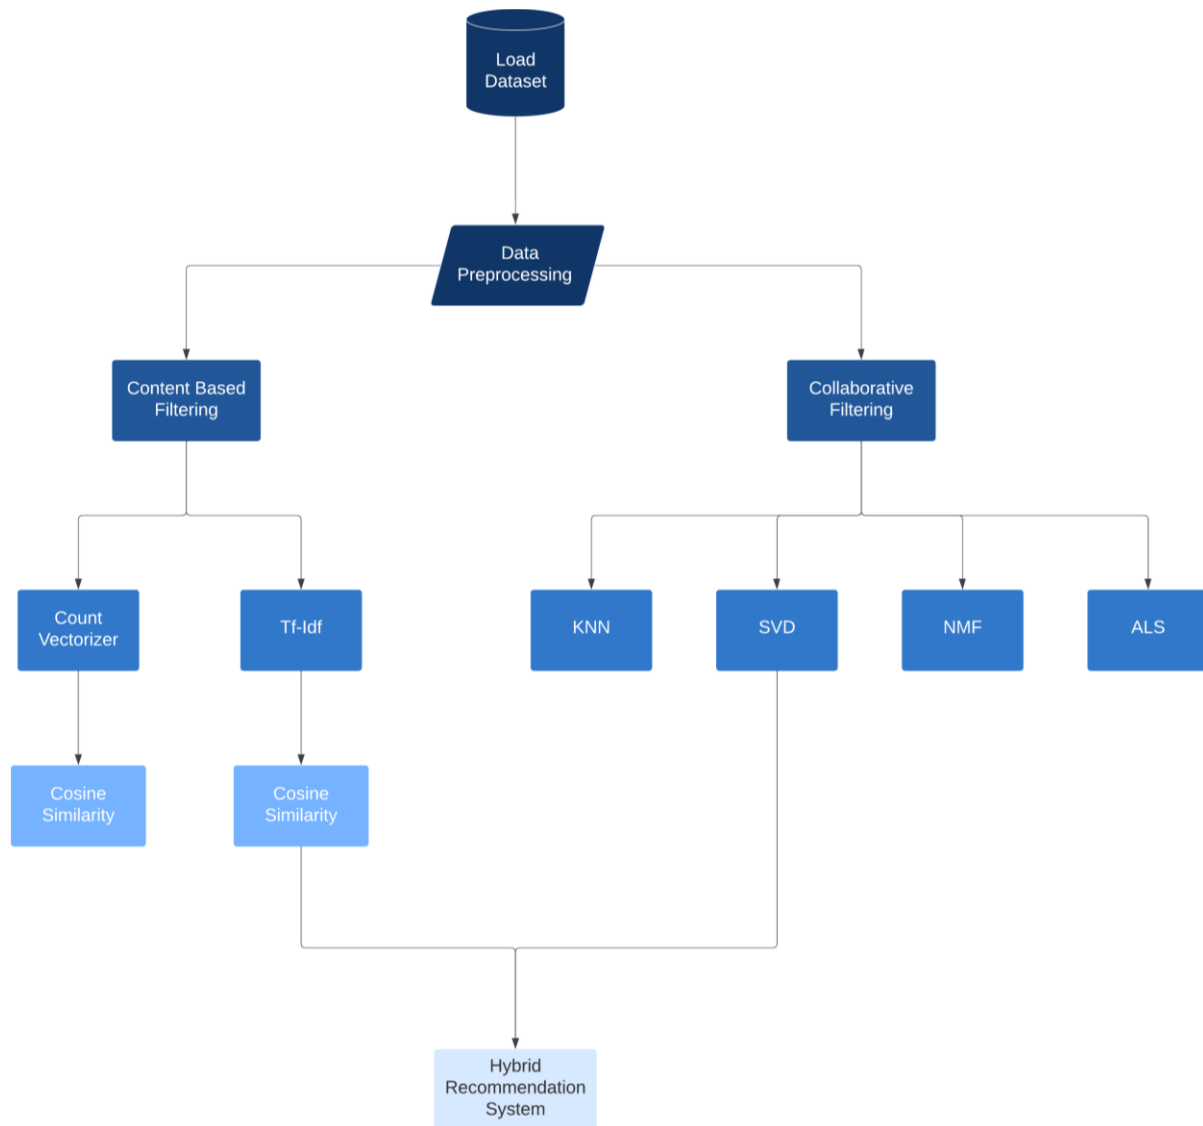 Load
Dataset
Data
Preprocessing
Content Based
Filtering
Collaborative
Filtering
Count
Vectorizer
Tf-Idf
KNN
SVD
NMF
ALS
Cosine
Similarity
Cosine
Similarity
Hybrid
Recommendation
System